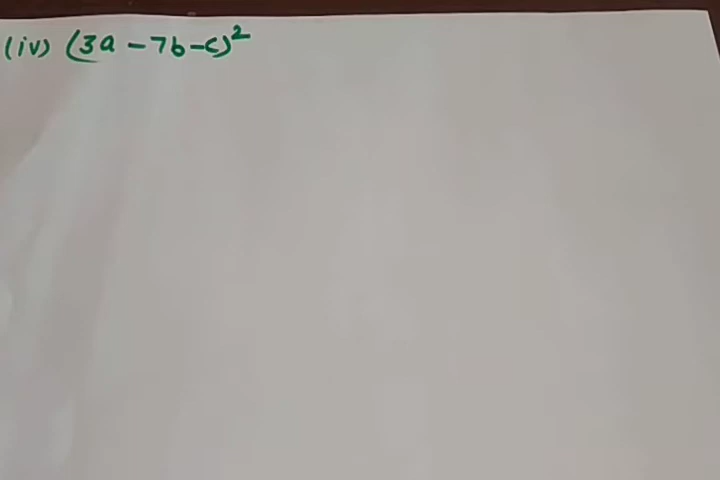 (iv) (3a - 7b - c)²